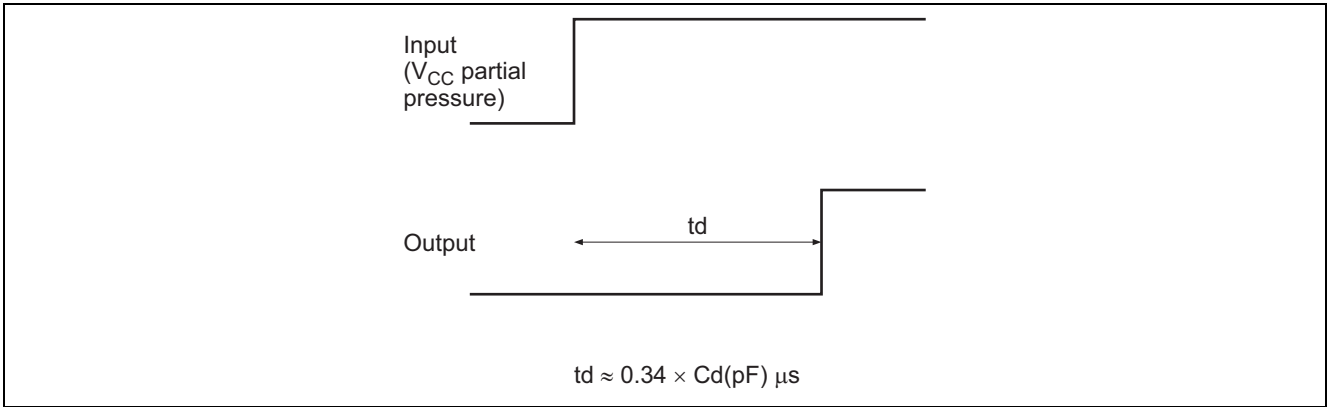 Input
(VCC partial
pressure)
Output
td
td ≈ 0.34 × Cd(pF) μs